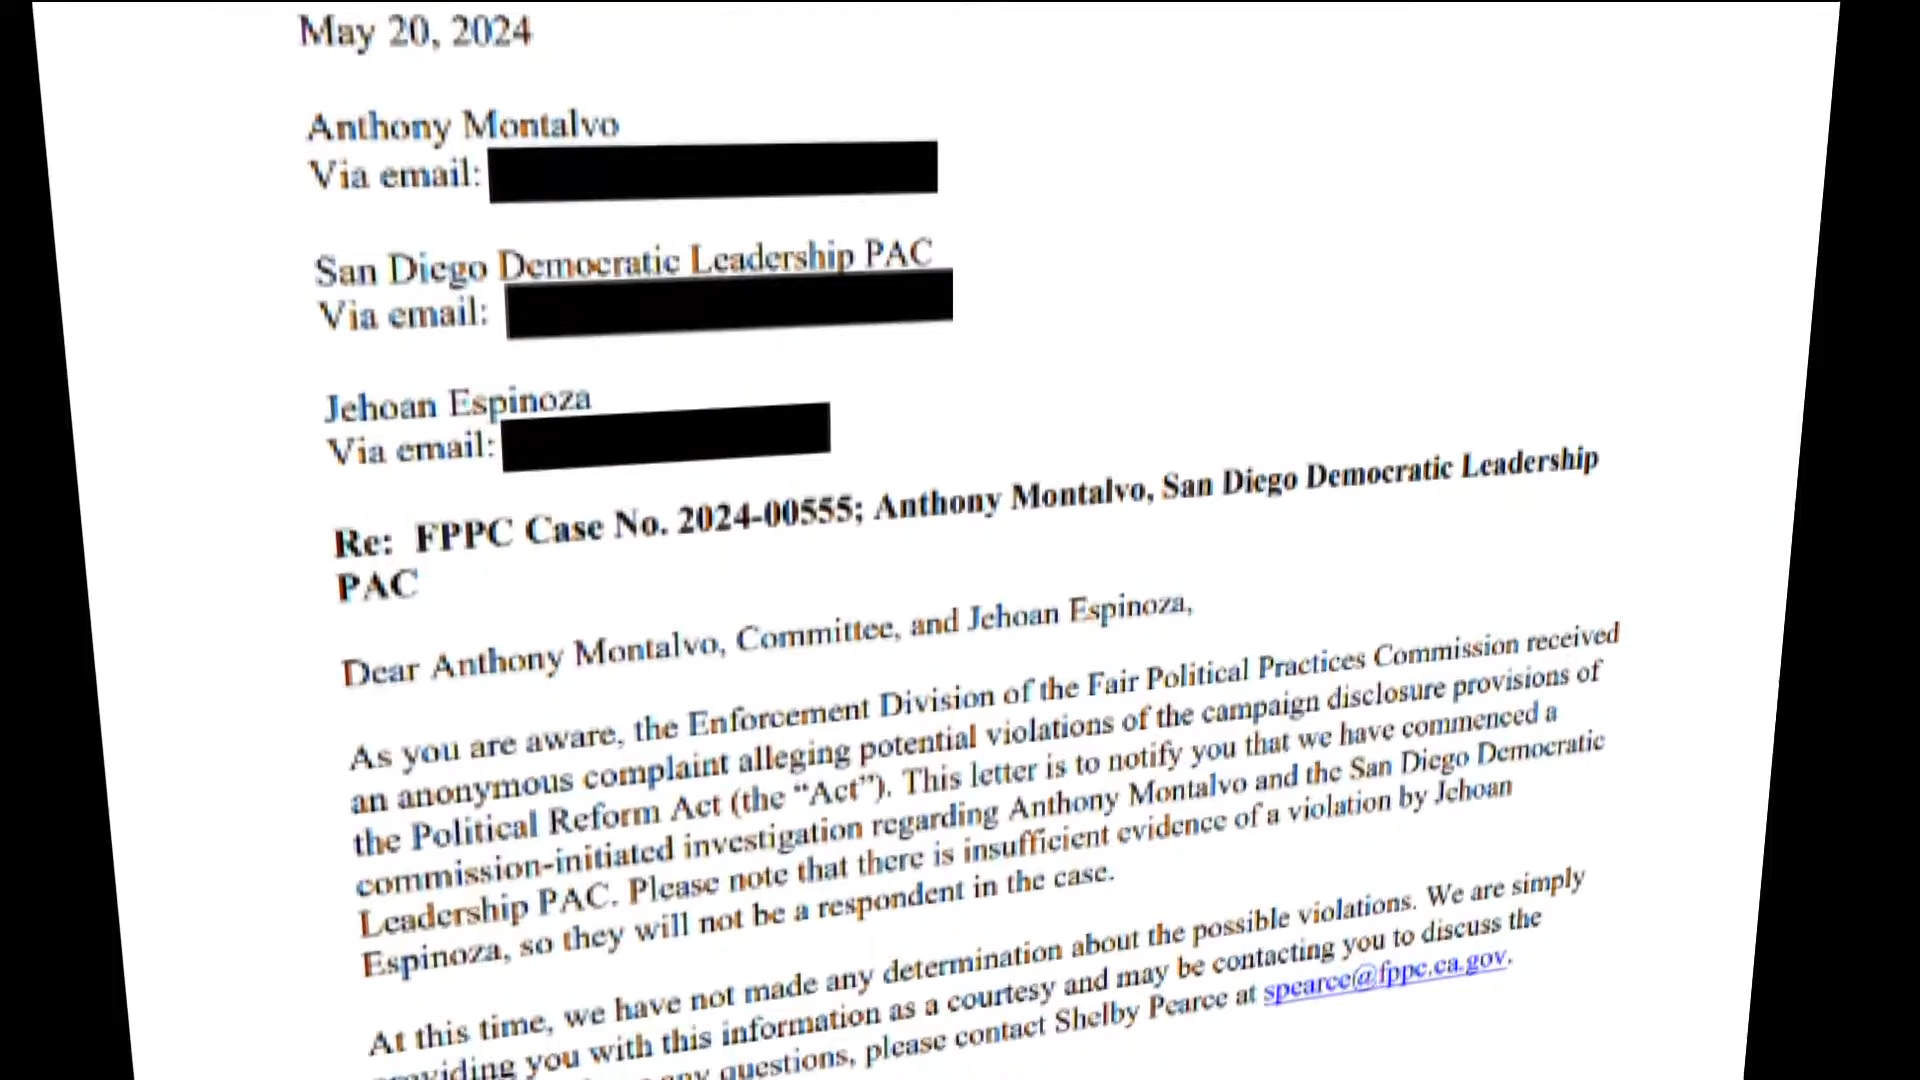 May 20, 2024
Anthony Montalvo
Via email:
San Diego Democratic Leadership PAC
Via email:
Jehoan Espinoza
Via email:
Re: FPPC Case No. 2024-00555; Anthony Montalvo, San Diego Democratic Leadership
PAC
Dear Anthony Montalvo, Committee, and Jehoan Espinoza,
As you are aware, the Enforcement Division of the Fair Political Practices Commission received
an anonymous complaint alleging potential violations of the campaign disclosure provisions of
the Political Reform Act (the “Act”). This letter is to notify you that we have commenced a
commission-initiated investigation regarding Anthony Montalvo and the San Diego Democratic
Leadership PAC. Please note that there is insufficient evidence of a violation by Jehoan
Espinoza, so they will not be a respondent in the case.
At this time, we have not made any determination about the possible violations. We are simply
providing you with this information as a courtesy and may be contacting you to discuss the
any questions, please contact Shelby Pearce at spearce@fppc.ca.gov.